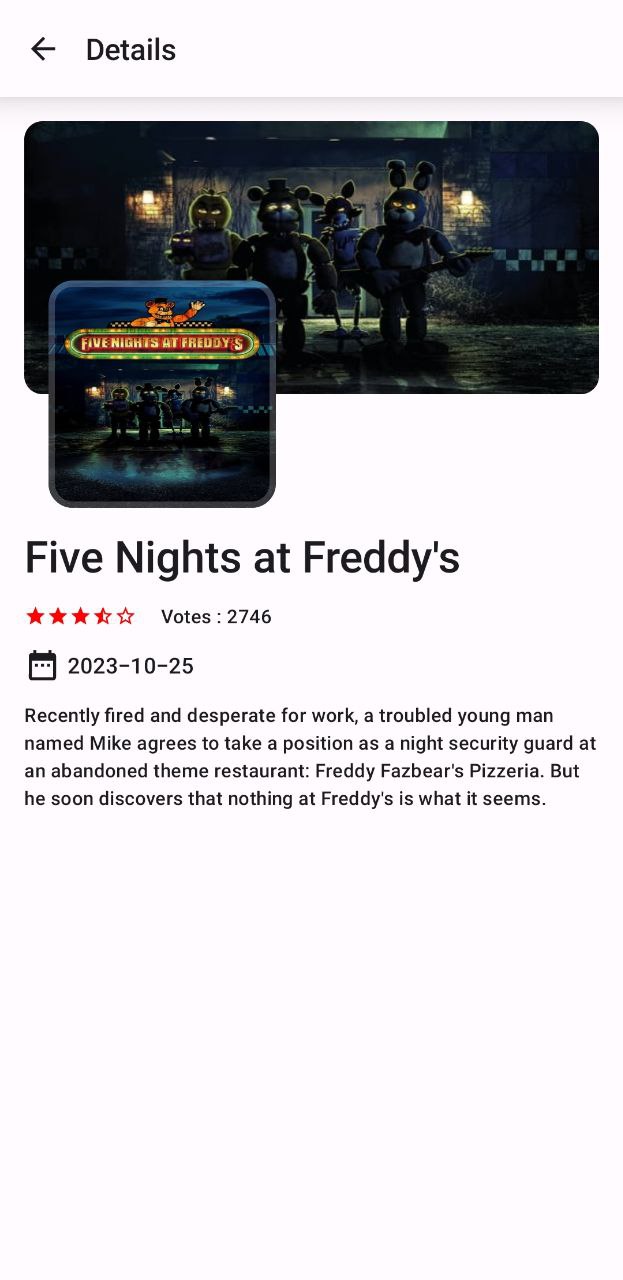 Details
FIVE NIGHTS AT FREDDY'S
Five Nights at Freddy's
Votes : 2746
2023-10-25
Recently fired and desperate for work, a troubled young man
named Mike agrees to take a position as a night security guard at
an abandoned theme restaurant: Freddy Fazbear's Pizzeria. But
he soon discovers that nothing at Freddy's is what it seems.